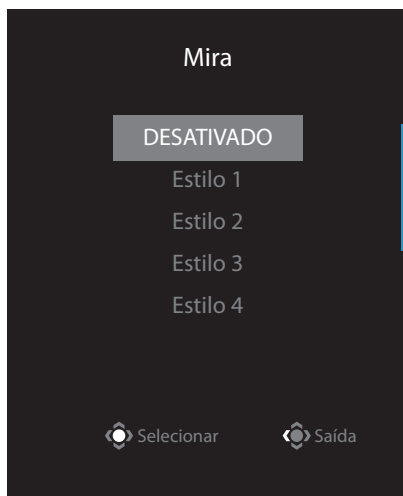 Mira
DESATIVADO
Estilo 1
Estilo 2
Estilo 3
Estilo 4
Selecionar Saída